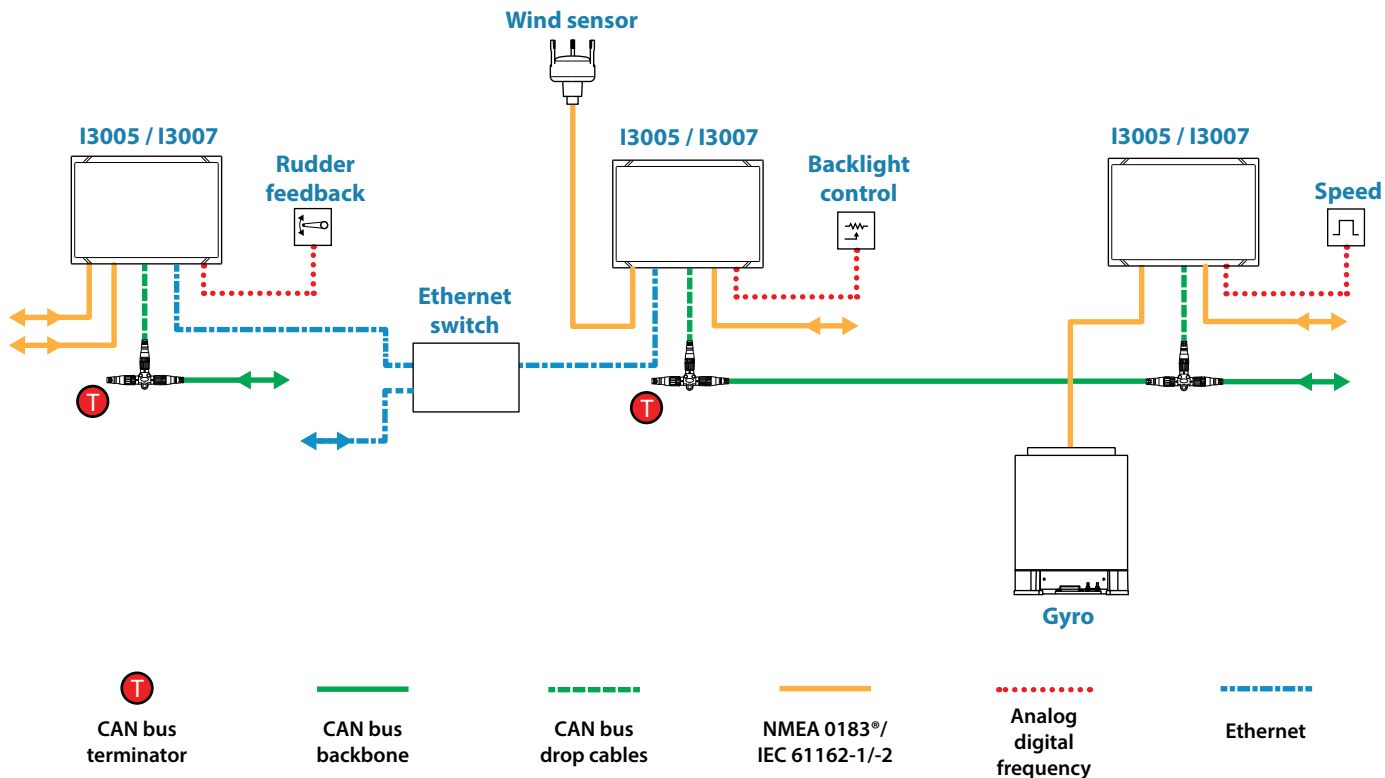 Wind sensor
I3005 / I3007
Rudder
feedback
I3005 / I3007
Backlight
control
I3005 / I3007
Speed
Ethernet
switch
T
T
Gyro
T
CAN bus
terminator
CAN bus
backbone
CAN bus
drop cables
NMEA 0183®/
IEC 61162-1/-2
Analog
digital
frequency
Ethernet